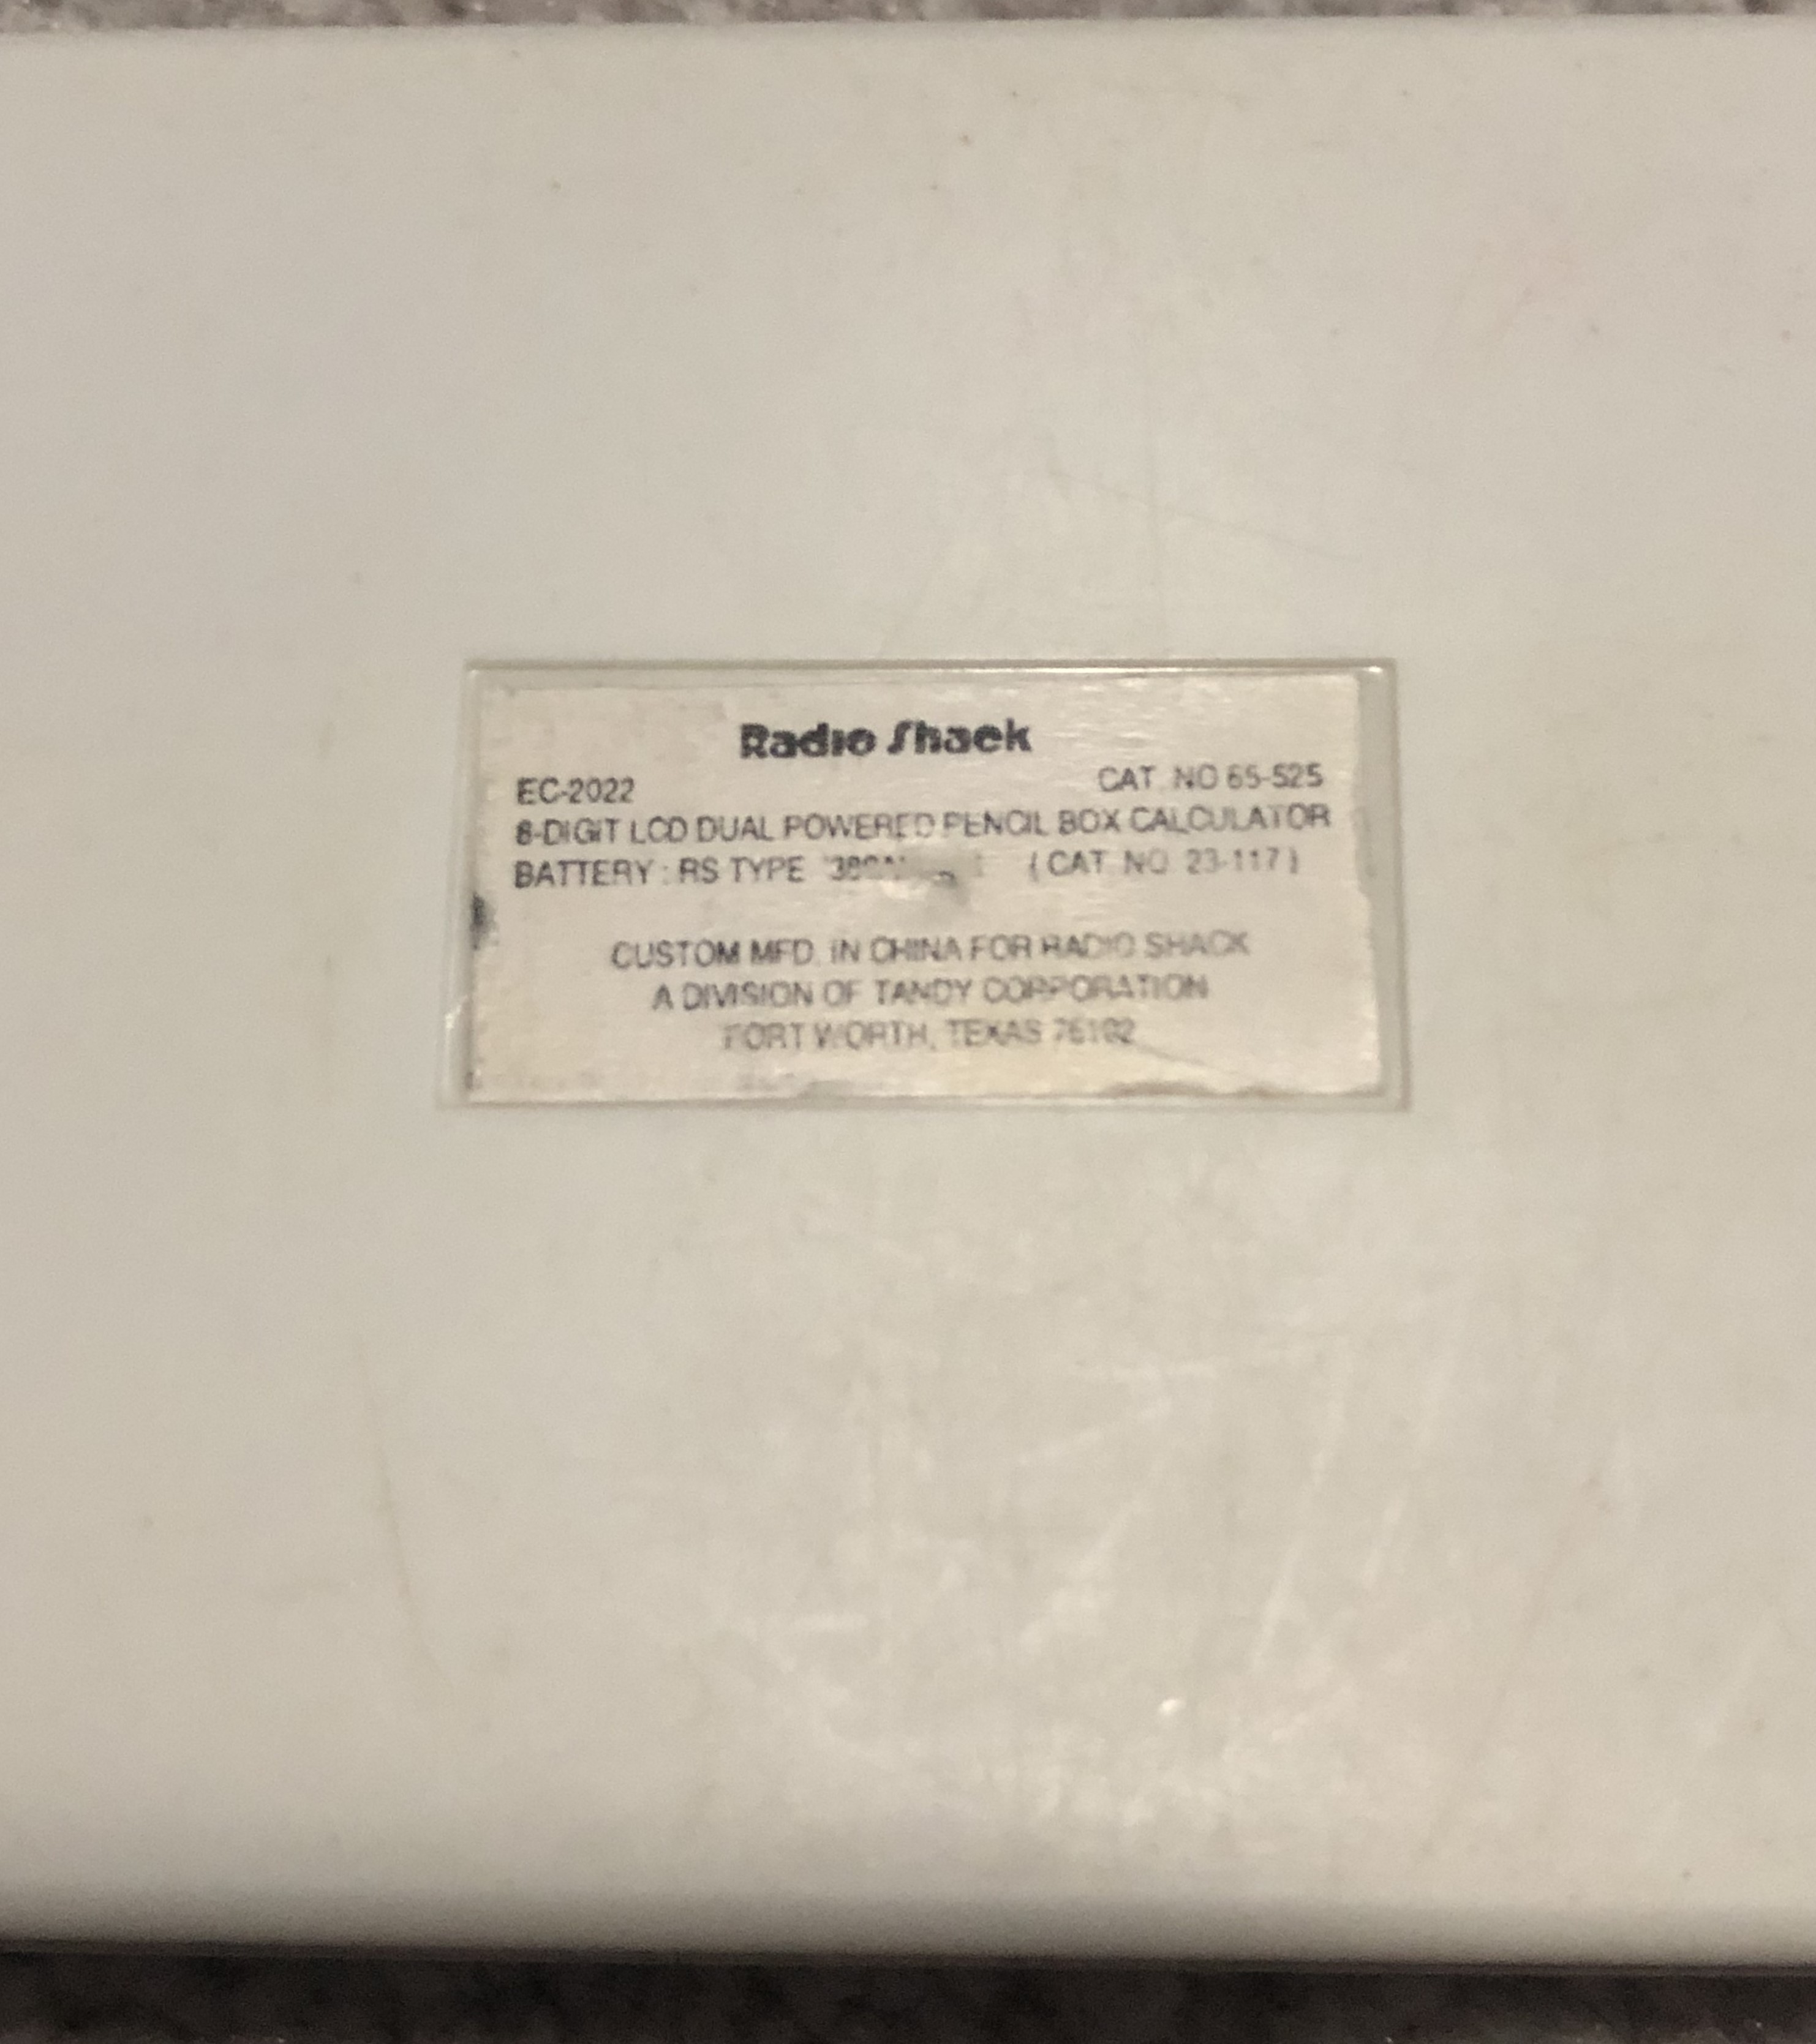 Radio Shack
EC-2022 CAT. NO 65-525
8-DIGIT LCD DUAL POWERED PENCIL BOX CALCULATOR
BATTERY : RS TYPE (CAT. NO. 23-117)
CUSTOM MFD. IN CHINA FOR RADIO SHACK
A DIVISION OF TANDY CORPORATION
FORT WORTH, TEXAS 76102